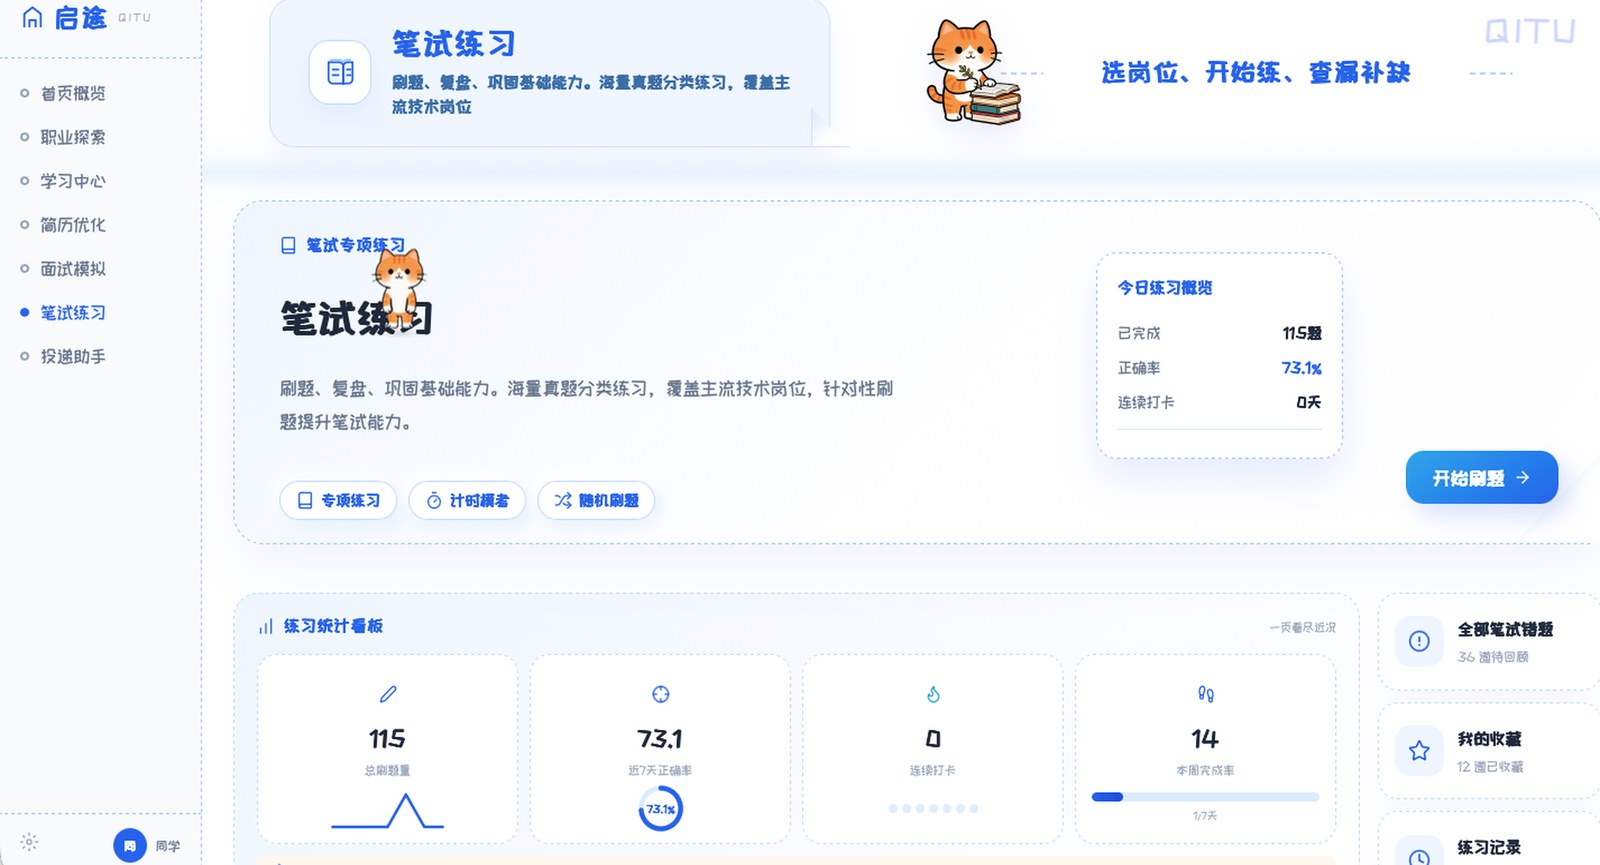 启途 QITU
首页概览
职业探索
学习中心
简历优化
面试模拟
笔试练习
投递助手
同 同学
笔试练习
刷题、复盘、巩固基础能力。海量真题分类练习，覆盖主
流技术岗位
选岗位、开始练、查漏补缺
QITU
笔试专项练习
笔试练习
刷题、复盘、巩固基础能力。海量真题分类练习，覆盖主流技术岗位，针对性刷
题提升笔试能力。
专项练习
计时模考
随机刷题
今日练习概览
已完成 115题
正确率 73.1%
连续打卡 0天
开始刷题
练习统计看板
一页看尽近况
115
总刷题量
73.1
近7天正确率
73.1%
0
连续打卡
14
本周完成率
1/7天
全部笔试错题
36 道待回顾
我的收藏
12 道已收藏
练习记录